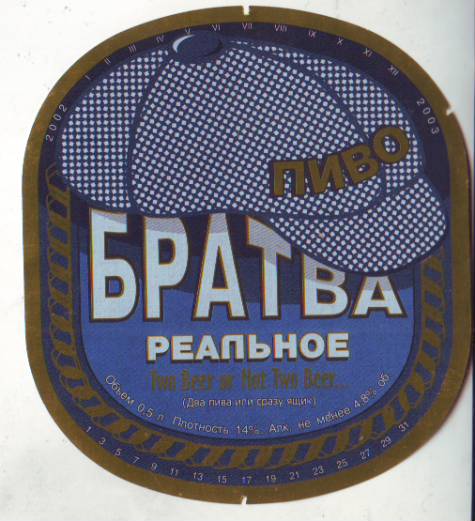 I II III IV V VI VII VIII IX X XI XII
2002
2003
ПИВО
БРАТВА
РЕАЛЬНОЕ
Two Beer or Not Two Beer...
(Два пива или сразу ящик)
Объем 0,5 л. Плотность 14%. Алк. не менее 4,8% об
1 3 5 7 9 11 13 15 17 19 21 23 25 27 29 31